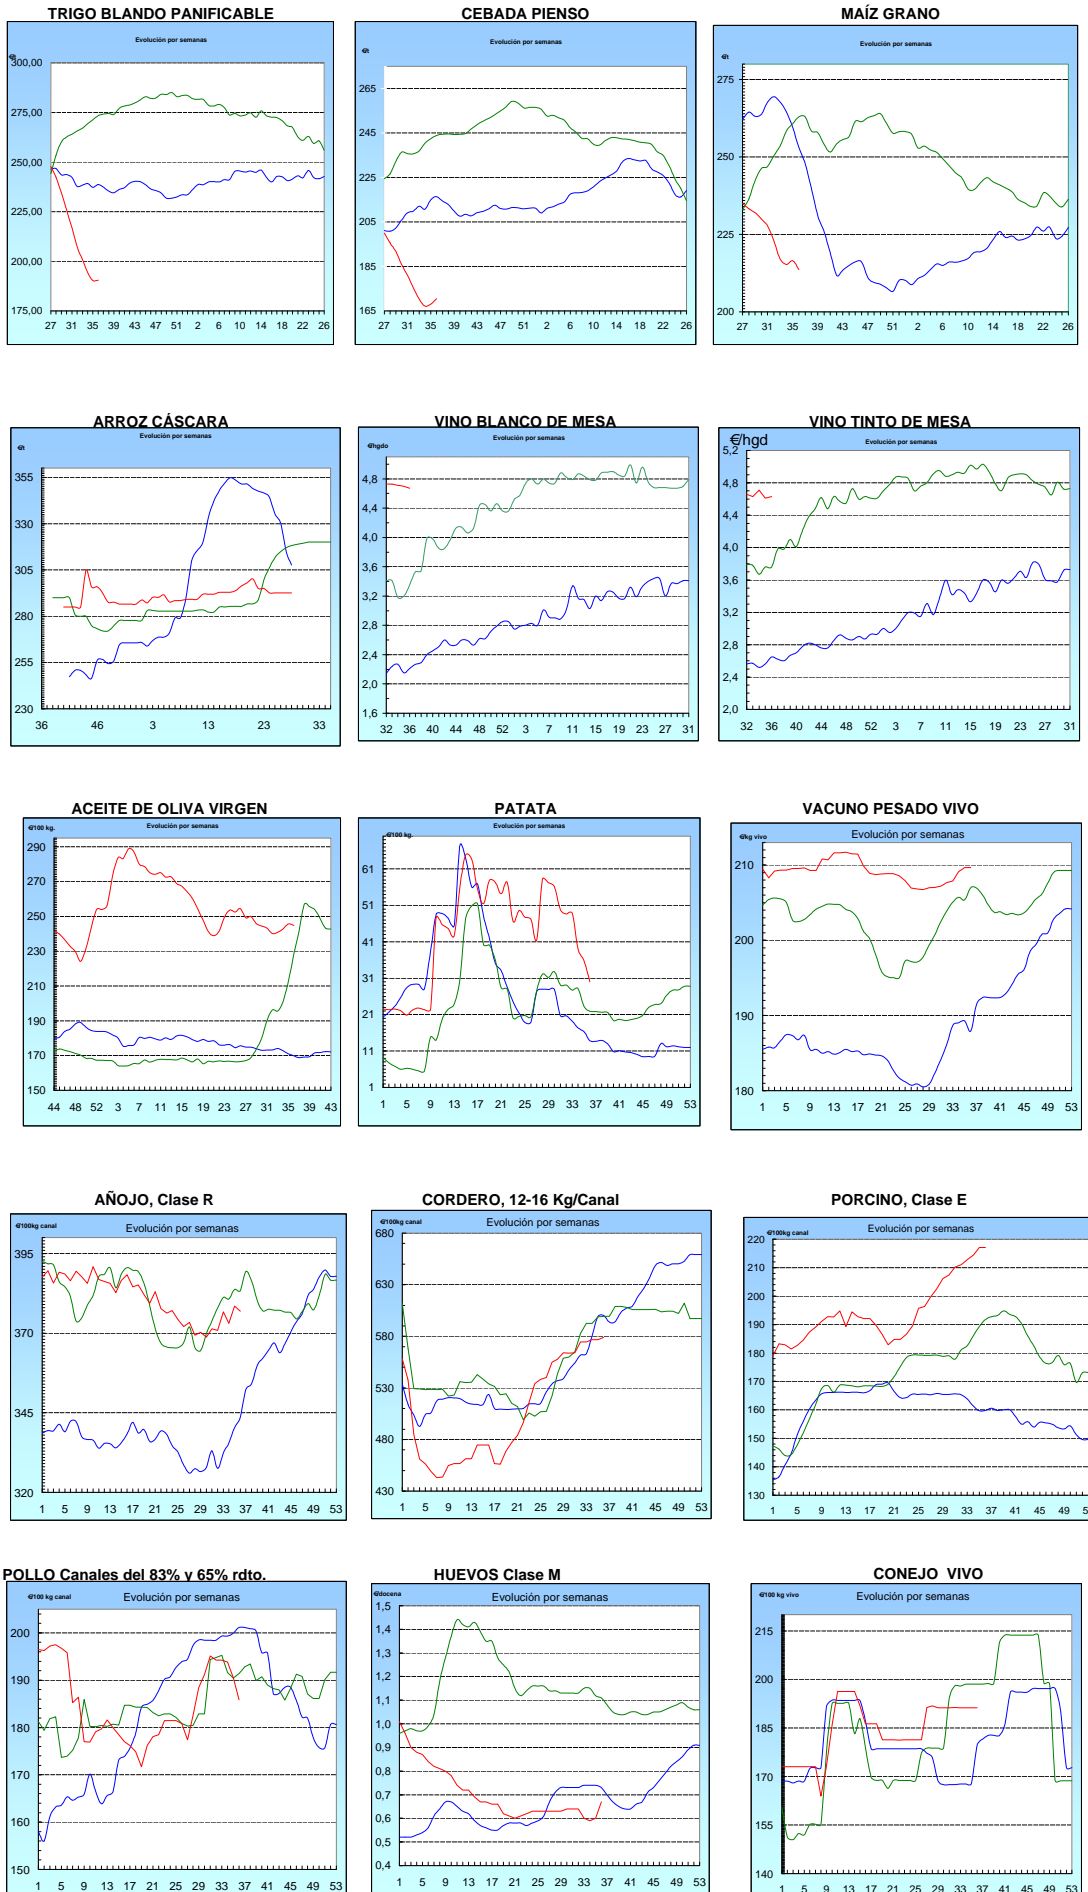 TRIGO BLANDO PANIFICABLE
Evolución por semanas
€/t
300,00
275,00
250,00
225,00
200,00
175,00
27 31 35 39 43 47 51 2 6 10 14 18 22 26
CEBADA PIENSO
Evolución por semanas
€/t
265
245
225
205
185
165
27 31 35 39 43 47 51 2 6 10 14 18 22 26
MAÍZ GRANO
Evolución por semanas
€/t
275
250
225
200
27 31 35 39 43 47 51 2 6 10 14 18 22 26
ARROZ CÁSCARA
Evolución por semanas
€/t
355
330
305
280
255
230
36 46 3 13 23 33
VINO BLANCO DE MESA
Evolución por semanas
€/hgdo
4,8
4,4
4,0
3,6
3,2
2,8
2,4
2,0
1,6
32 36 40 44 48 52 3 7 11 15 19 23 27 31
VINO TINTO DE MESA
€/hgd
Evolución por semanas
5,2
4,8
4,4
4,0
3,6
3,2
2,8
2,4
2,0
32 36 40 44 48 52 3 7 11 15 19 23 27 31
ACEITE DE OLIVA VIRGEN
Evolución por semanas
€/100 kg.
290
270
250
230
210
190
170
150
44 48 52 3 7 11 15 19 23 27 31 35 39 43
PATATA
Evolución por semanas
€/100 kg.
61
51
41
31
21
11
1
1 5 9 13 17 21 25 29 33 37 41 45 49 53
VACUNO PESADO VIVO
Evolución por semanas
€/kg vivo
210
200
190
180
1 5 9 13 17 21 25 29 33 37 41 45 49 53
AÑOJO, Clase R
€/100kg canal
Evolución por semanas
395
370
345
320
1 5 9 13 17 21 25 29 33 37 41 45 49 53
CORDERO, 12-16 Kg/Canal
€/100kg canal
Evolución por semanas
680
630
580
530
480
430
1 5 9 13 17 21 25 29 33 37 41 45 49 53
PORCINO, Clase E
Evolución por semanas
€/100kg canal
220
210
200
190
180
170
160
150
140
130
1 5 9 13 17 21 25 29 33 37 41 45 49 5
POLLO Canales del 83% y 65% rdto.
€/100 kg canal
Evolución por semanas
200
190
180
170
160
150
1 5 9 13 17 21 25 29 33 37 41 45 49 53
HUEVOS Clase M
€/docena
Evolución por semanas
1,5
1,4
1,3
1,2
1,1
1,0
0,9
0,8
0,7
0,6
0,5
0,4
1 5 9 13 17 21 25 29 33 37 41 45 49 53
CONEJO VIVO
€/100 kg vivo
Evolución por semanas
215
200
185
170
155
140
1 5 9 13 17 21 25 29 33 37 41 45 49 53